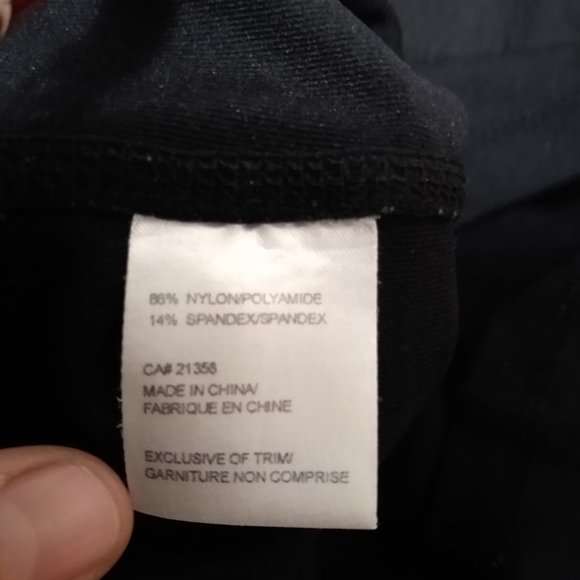 86% NYLON/POLYAMIDE
14% SPANDEX/SPANDEX
CA# 21356
MADE IN CHINA/
FABRIQUE EN CHINE
EXCLUSIVE OF TRIM/
GARNITURE NON COMPRISE